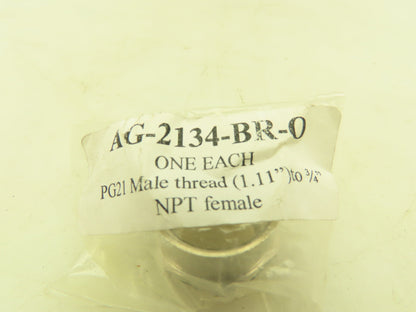 AG-2134-BR-0
ONE EACH
PG21 Male thread (1.11")to ¾"
NPT female